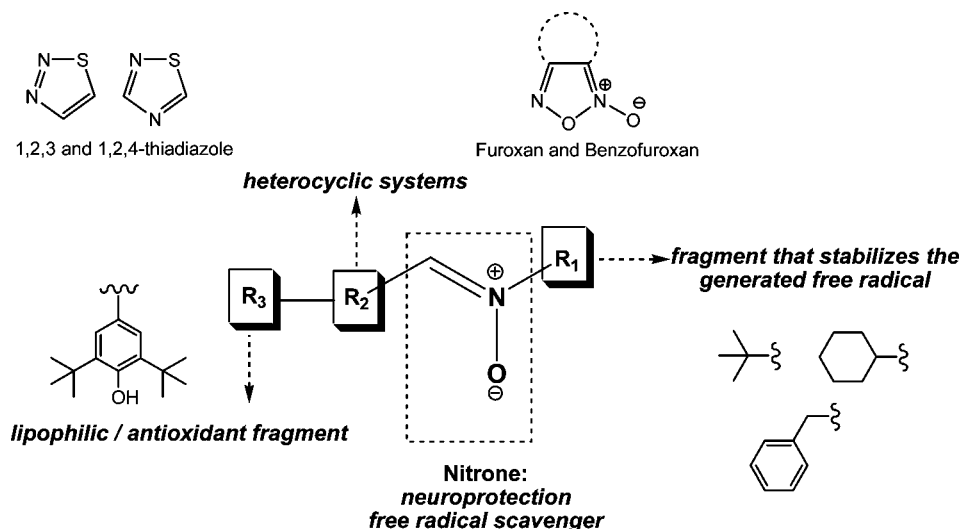 N
S
N
N
S
N
1,2,3 and 1,2,4-thiadiazole
N
N
⊕
⊖
O
O
Furoxan and Benzofuroxan
heterocyclic systems
R3
R2
N
⊕
R1
O
⊖
fragment that stabilizes the
generated free radical
OH
lipophilic / antioxidant fragment
Nitrone:
neuroprotection
free radical scavenger